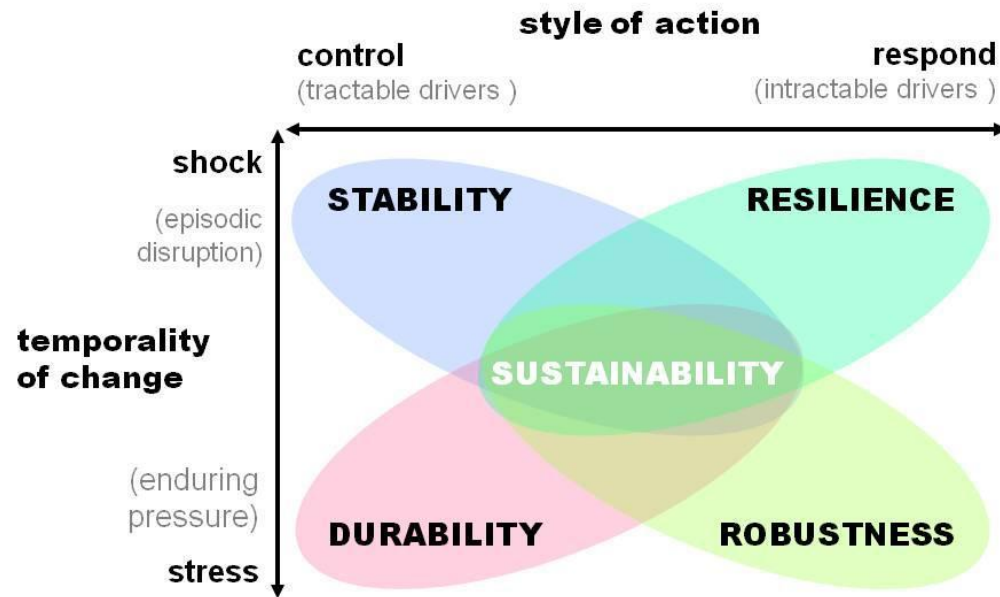 style of action
control
respond
(tractable drivers )
(intractable drivers )
shock
(episodic
disruption)
STABILITY
RESILIENCE
temporality
of change
SUSTAINABILITY
(enduring
pressure)
DURABILITY
ROBUSTNESS
stress